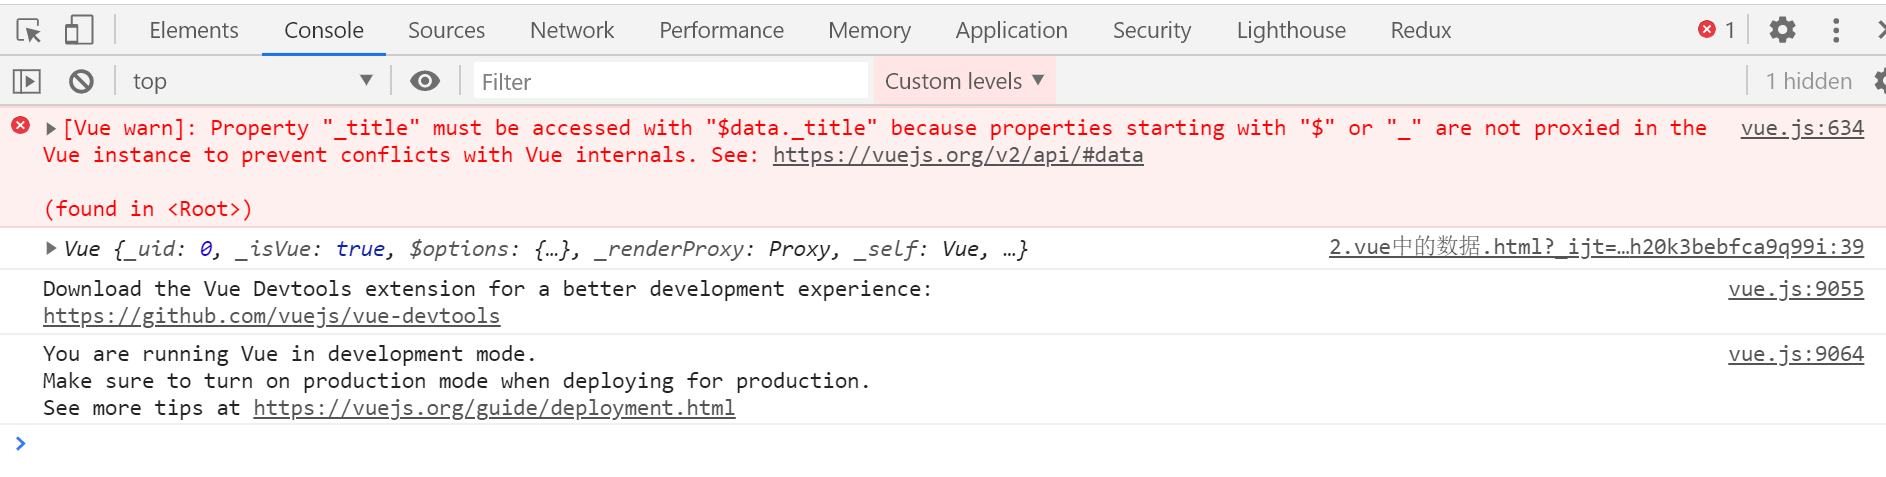 Elements Console Sources Network Performance Memory Application Security Lighthouse Redux 1
top Filter Custom levels 1 hidden
[Vue warn]: Property "_title" must be accessed with "$data._title" because properties starting with "$" or "_" are not proxied in the vue.js:634
Vue instance to prevent conflicts with Vue internals. See: https://vuejs.org/v2/api/#data
(found in <Root>)
Vue {_uid: 0, _isVue: true, $options: {…}, _renderProxy: Proxy, _self: Vue, …} 2.vue中的数据.html?_ijt=…h20k3bebfca9q99i:39
Download the Vue Devtools extension for a better development experience: vue.js:9055
https://github.com/vuejs/vue-devtools
You are running Vue in development mode. vue.js:9064
Make sure to turn on production mode when deploying for production.
See more tips at https://vuejs.org/guide/deployment.html